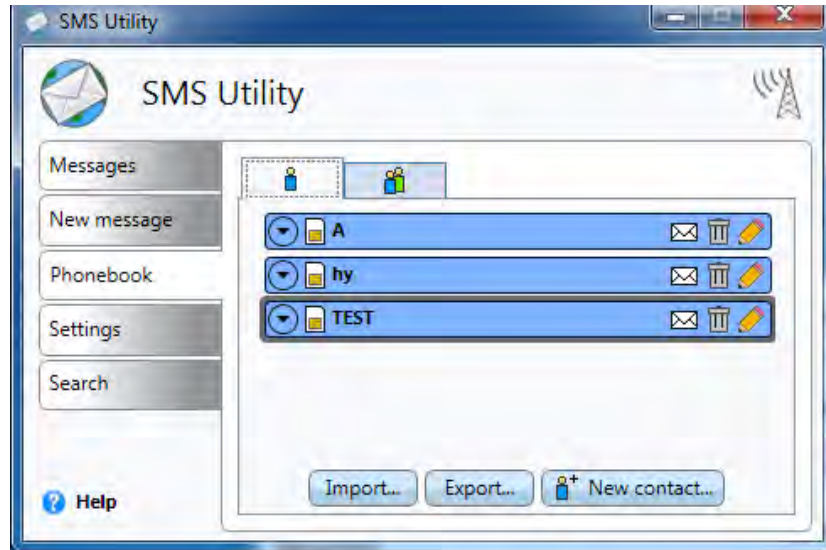 SMS Utility
SMS Utility
Messages
New message
Phonebook
Settings
Search
Help
A
hy
TEST
Import...
Export...
New contact...